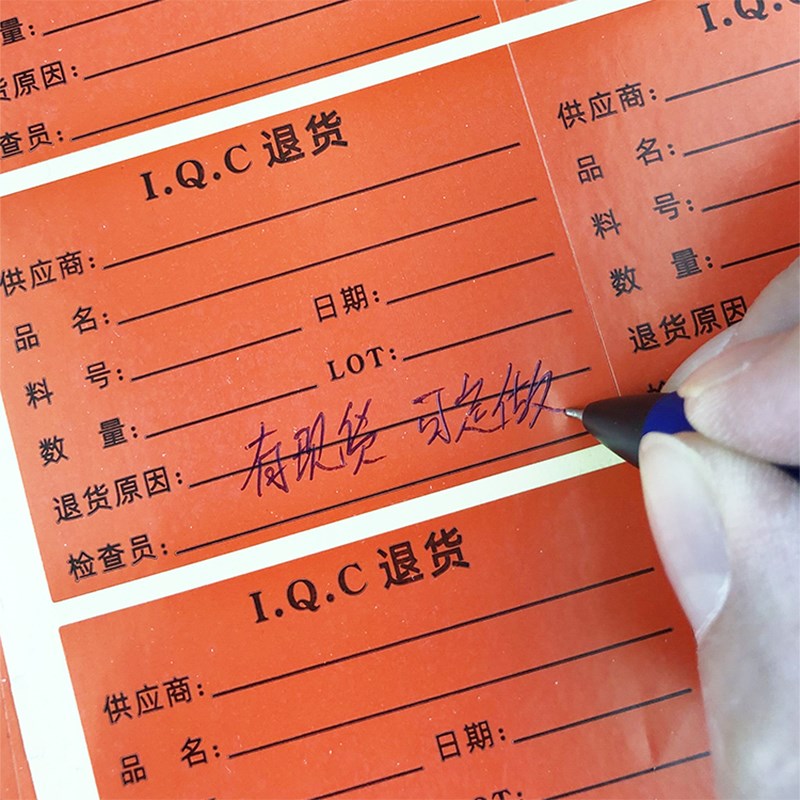 量:
货原因:
查员:
I.Q.C 退货
供应商:
品 名:
料 号: 日期:
数 量: LOT:
退货原因: 有现货 可定做
检查员:
I.Q.C
供应商:
品 名:
料 号:
数 量:
退货原因
I.Q.C 退货
供应商:
品 名:
日期: